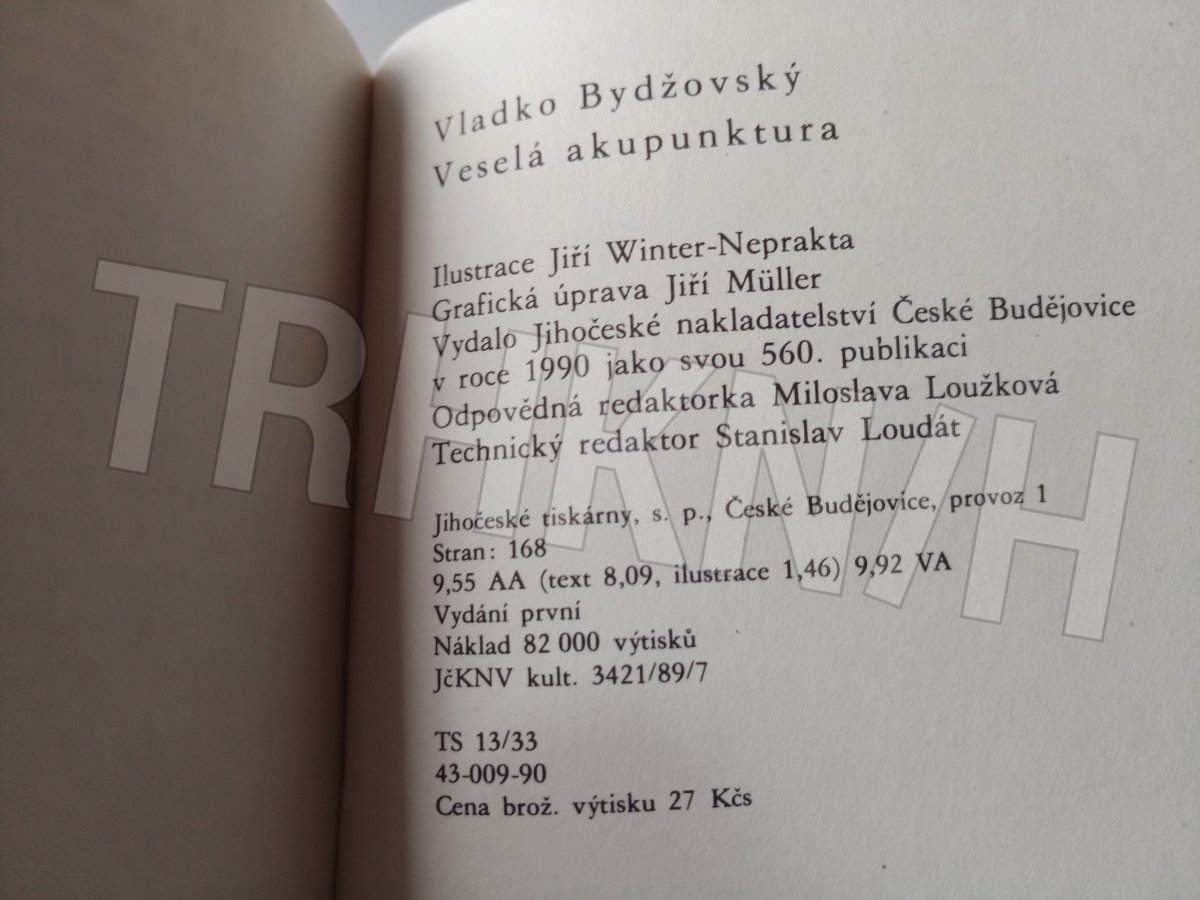 Vladko Bydžovský
Veselá akupunktura
Ilustrace Jiří Winter-Neprakta
Grafická úprava Jiří Müller
Vydalo Jihočeské nakladatelství České Budějovice
v roce 1990 jako svou 560. publikaci
Odpovědná redaktorka Miloslava Loužková
Technický redaktor Stanislav Loudát
Jihočeské tiskárny, s. p., České Budějovice, provoz 1
Stran: 168
9,55 AA (text 8,09, ilustrace 1,46) 9,92 VA
Vydání první
Náklad 82 000 výtisků
JčKNV kult. 3421/89/7
TS 13/33
43-009-90
Cena brož. výtisku 27 Kčs